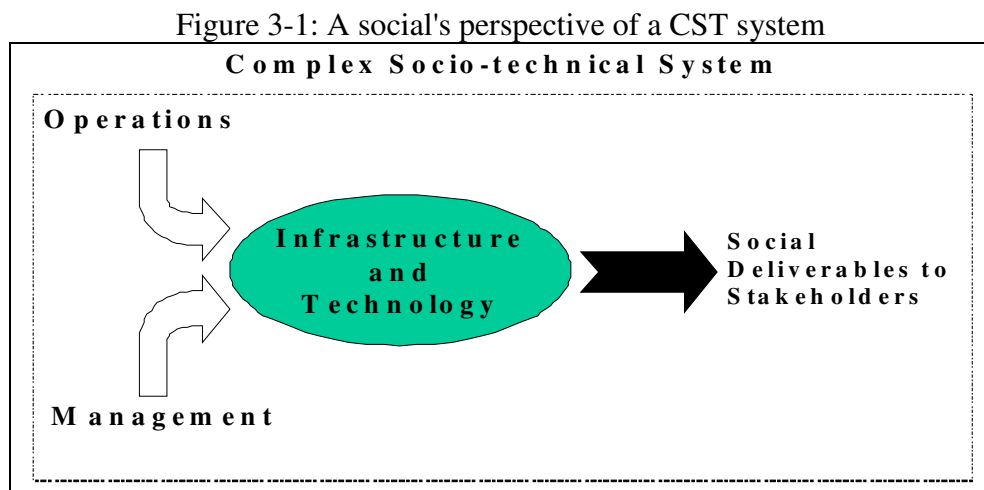 Figure 3-1: A social's perspective of a CST system
Complex Socio-technical System
Operations
Infrastructure
and
Technology
Social
Deliverables to
Stakeholders
Management